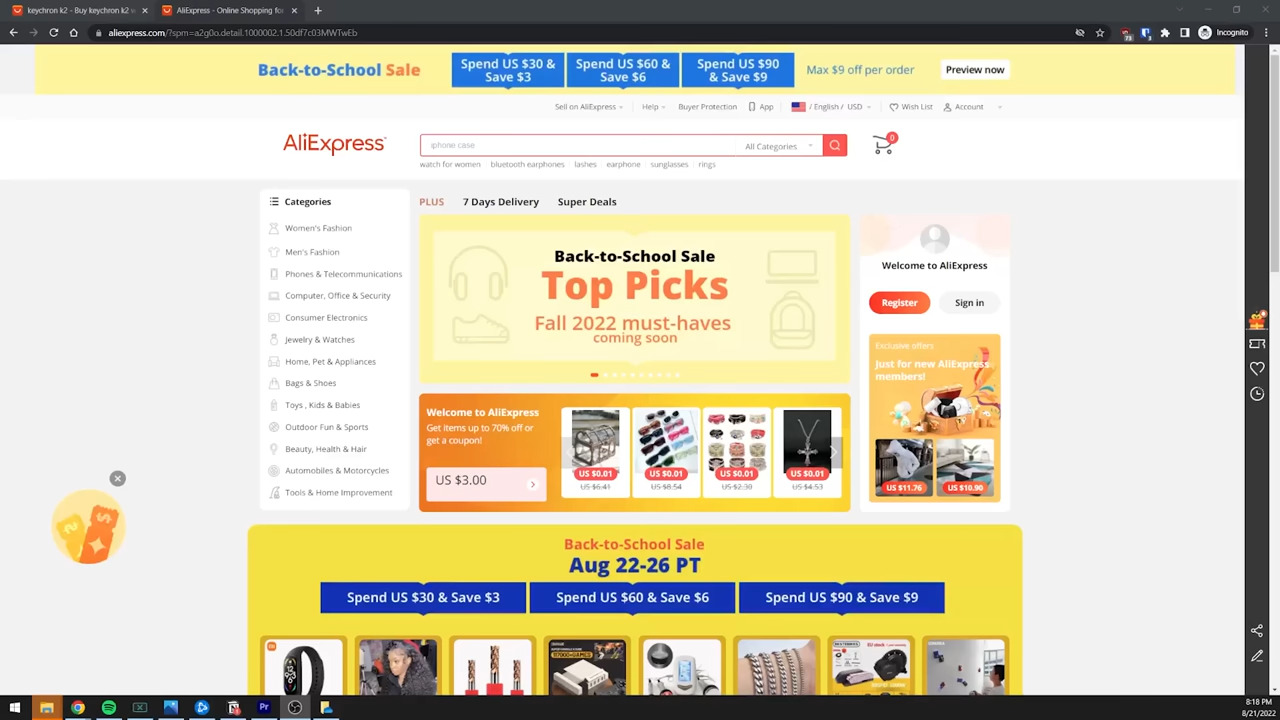 keychron k2 - Buy keychron k2 w
AliExpress - Online Shopping fo
aliexpress.com/?spm=a2g0o.detail.1000002.1.50df7c03MWTwEb
73
3
Incognito
Back-to-School Sale
Spend US $30 &
Save $3
Spend US $60 &
Save $6
Spend US $90
& Save $9
Max $9 off per order
Preview now
Sell on AliExpress
Help
Buyer Protection
App
/ English / USD
Wish List
Account
AliExpress
iphone case
All Categories
0
watch for women bluetooth earphones lashes earphone sunglasses rings
Categories
Women's Fashion
Men's Fashion
Phones & Telecommunications
Computer, Office & Security
Consumer Electronics
Jewelry & Watches
Home, Pet & Appliances
Bags & Shoes
Toys , Kids & Babies
Outdoor Fun & Sports
Beauty, Health & Hair
Automobiles & Motorcycles
Tools & Home Improvement
PLUS 7 Days Delivery Super Deals
Back-to-School Sale
Top Picks
Fall 2022 must-haves
coming soon
Welcome to AliExpress
Get items up to 70% off or
get a coupon!
US $3.00
US $0.01
US $6.41
US $0.01
US $8.54
US $0.01
US $2.30
US $0.01
US $4.53
Welcome to AliExpress
Register
Sign in
Exclusive offers
Just for new AliExpress
members!
US $11.76
US $10.90
Back-to-School Sale
Aug 22-26 PT
Spend US $30 & Save $3
Spend US $60 & Save $6
Spend US $90 & Save $9
8:18 PM
8/21/2022